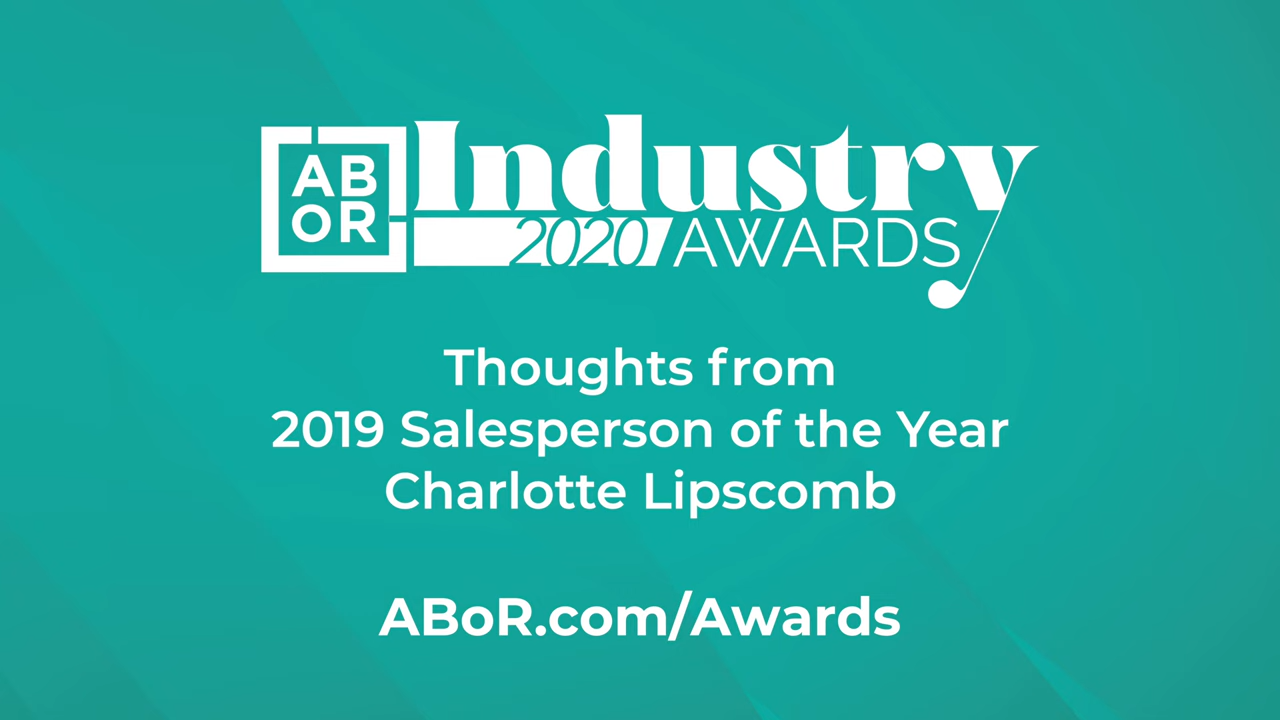 AB
OR
Industry
2020 AWARDS
Thoughts from
2019 Salesperson of the Year
Charlotte Lipscomb
ABoR.com/Awards